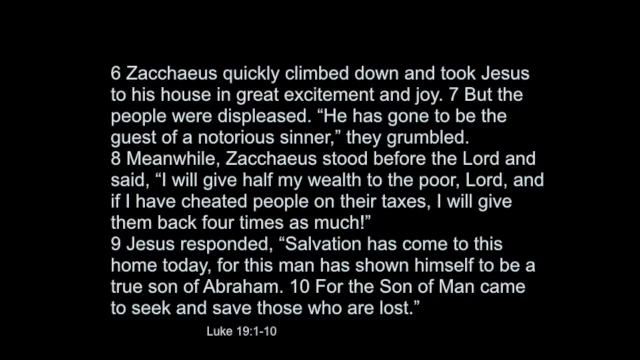 6 Zacchaeus quickly climbed down and took Jesus
to his house in great excitement and joy. 7 But the
people were displeased. “He has gone to be the
guest of a notorious sinner,” they grumbled.
8 Meanwhile, Zacchaeus stood before the Lord and
said, “I will give half my wealth to the poor, Lord, and
if I have cheated people on their taxes, I will give
them back four times as much!”
9 Jesus responded, “Salvation has come to this
home today, for this man has shown himself to be a
true son of Abraham. 10 For the Son of Man came
to seek and save those who are lost.”
Luke 19:1-10